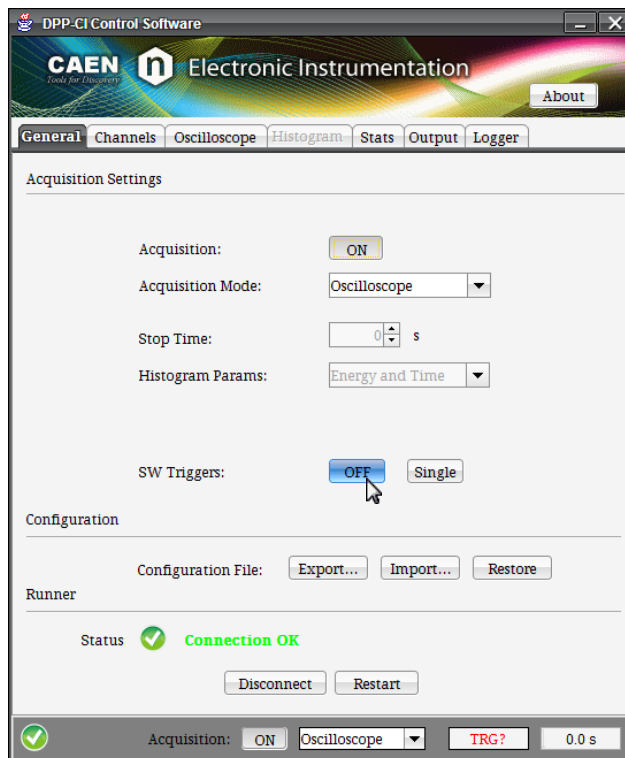 DPP-CI Control Software
CAEN n Electronic Instrumentation
Tools for Discovery
About
General Channels Oscilloscope Histogram Stats Output Logger
Acquisition Settings
Acquisition: ON
Acquisition Mode: Oscilloscope
Stop Time: 0 s
Histogram Params: Energy and Time
SW Triggers: OFF Single
Configuration
Configuration File: Export... Import... Restore
Runner
Status Connection OK
Disconnect Restart
Acquisition: ON Oscilloscope TRG? 0.0 s